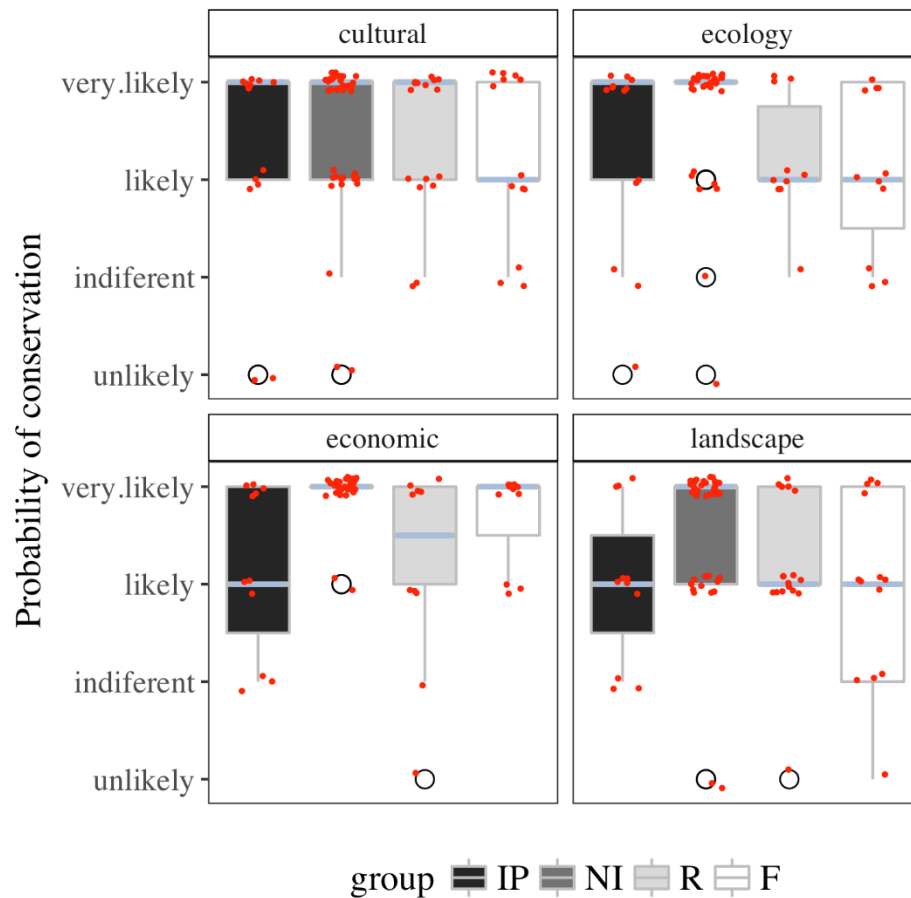 cultural
ecology
very.likely
likely
indiferent
unlikely
economic
landscape
very.likely
likely
indiferent
unlikely
Probability of conservation
group IP NI R F